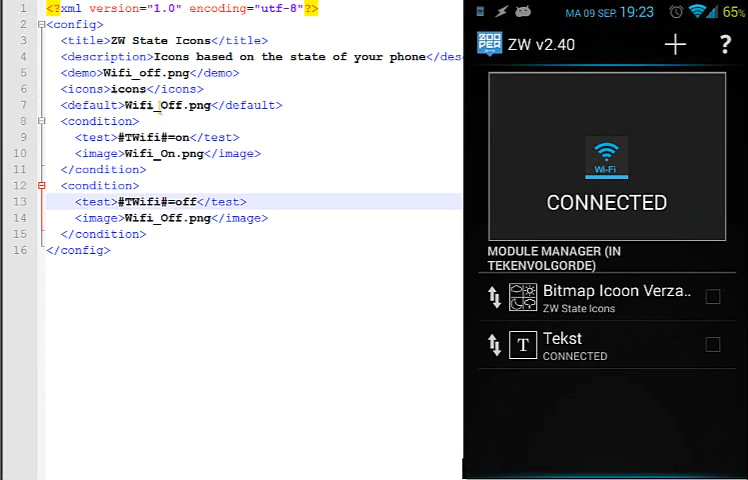 1 <?xml version="1.0" encoding="utf-8"?>
2 <config>
3 <title>ZW State Icons</title>
4 <description>Icons based on the state of your phone</des
5 <demo>Wifi_off.png</demo>
6 <icons>icons</icons>
7 <default>Wifi_Off.png</default>
8 <condition>
9 <test>#TWifi#=on</test>
10 <image>Wifi_On.png</image>
11 </condition>
12 <condition>
13 <test>#TWifi#=off</test>
14 <image>Wifi_Off.png</image>
15 </condition>
16 </config>
MA 09 SEP. 19:23 65%
ZOOPER ZW v2.40 + ?
Wi-Fi
CONNECTED
MODULE MANAGER (IN
TEKENVOLGORDE)
Bitmap Icoon Verza..
ZW State Icons
T Tekst
CONNECTED